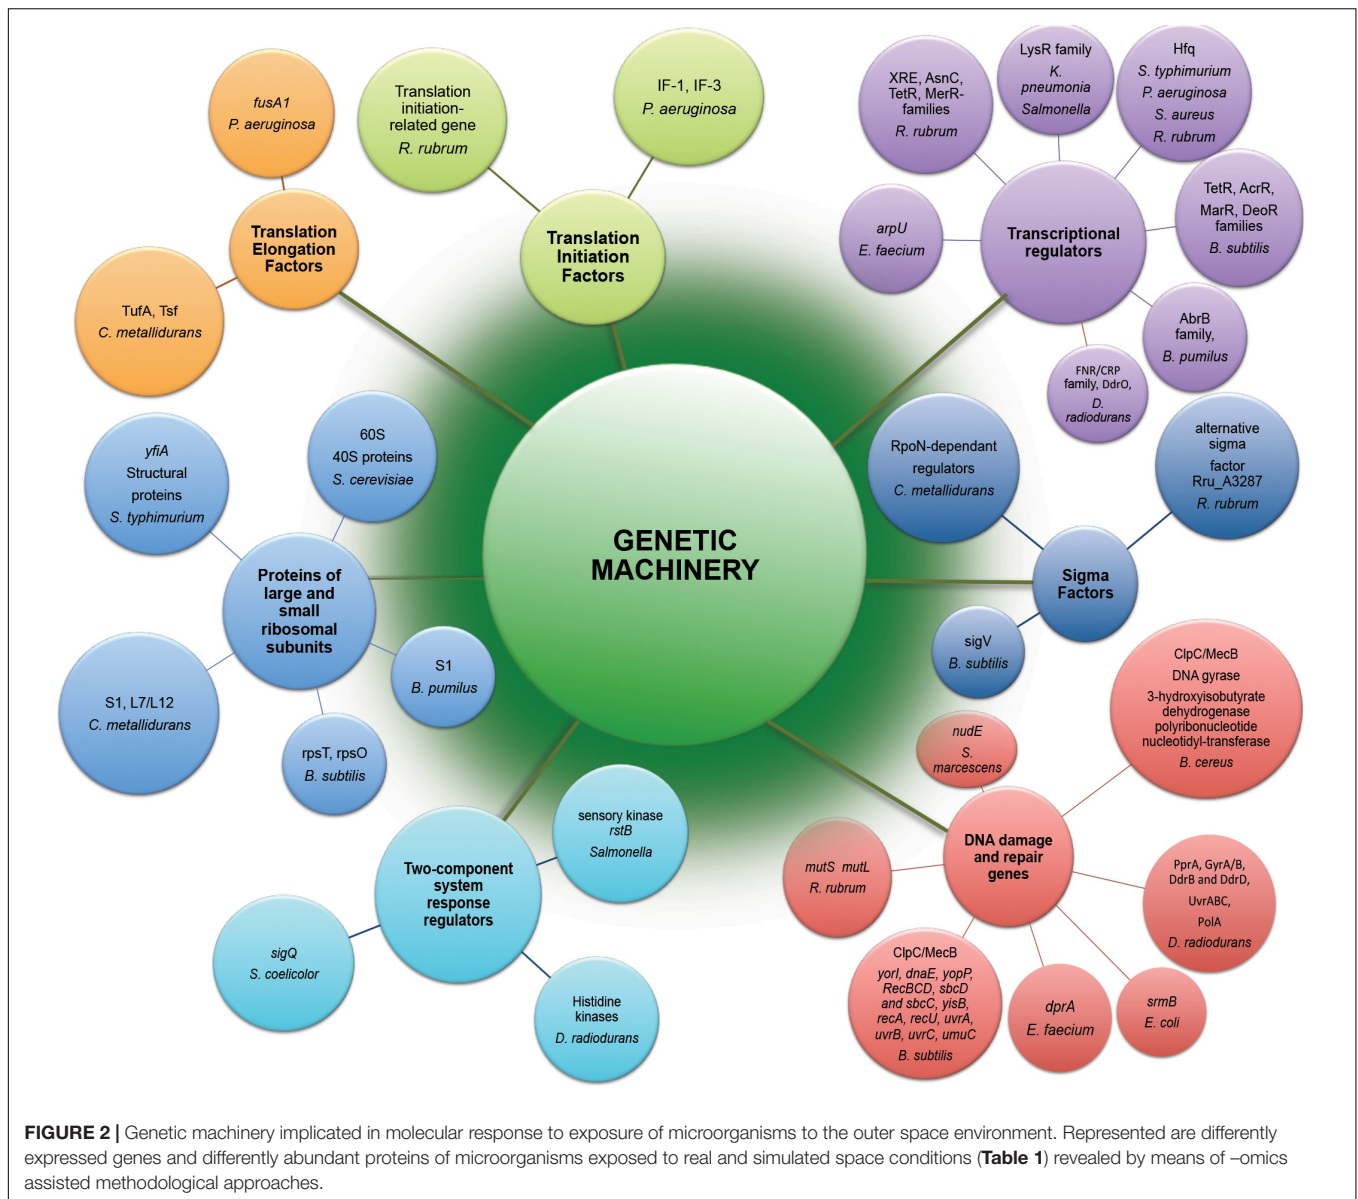 fusA1
P. aeruginosa
Translation
Elongation
Factors
TufA, Tsf
C. metallidurans
Translation
initiation-
related gene
R. rubrum
IF-1, IF-3
P. aeruginosa
Translation
Initiation
Factors
XRE, AsnC,
TetR, MerR-
families
R. rubrum
LysR family
K.
pneumonia
Salmonella
Hfq
S. typhimurium
P. aeruginosa
S. aureus
R. rubrum
arpU
E. faecium
Transcriptional
regulators
TetR, AcrR,
MarR, DeoR
families
B. subtilis
AbrB
family,
B. pumilus
FNR/CRP
family, DdrO,
D.
radiodurans
yfiA
Structural
proteins
S. typhimurium
60S
40S proteins
S. cerevisiae
Proteins of
large and
small
ribosomal
subunits
S1, L7/L12
C. metallidurans
rpsT, rpsO
B. subtilis
S1
B. pumilus
GENETIC
MACHINERY
RpoN-dependant
regulators
C. metallidurans
alternative
sigma
factor
Rru_A3287
R. rubrum
Sigma
Factors
sigV
B. subtilis
sensory kinase
rstB
Salmonella
Two-component
system
response
regulators
sigQ
S. coelicolor
Histidine
kinases
D. radiodurans
nudE
S.
marcescens
ClpC/MecB
DNA gyrase
3-hydroxyisobutyrate
dehydrogenase
polyribonucleotide
nucleotidyl-transferase
B. cereus
DNA damage
and repair
genes
mutS mutL
R. rubrum
PprA, GyrA/B,
DdrB and DdrD,
UvrABC,
PolA
D. radiodurans
ClpC/MecB
yorI, dnaE, yopP,
RecBCD, sbcD
and sbcC, yisB,
recA, recU, uvrA,
uvrB, uvrC, umuC
B. subtilis
dprA
E. faecium
srmB
E. coli
FIGURE 2 | Genetic machinery implicated in molecular response to exposure of microorganisms to the outer space environment. Represented are differently
expressed genes and differently abundant proteins of microorganisms exposed to real and simulated space conditions (Table 1) revealed by means of –omics
assisted methodological approaches.